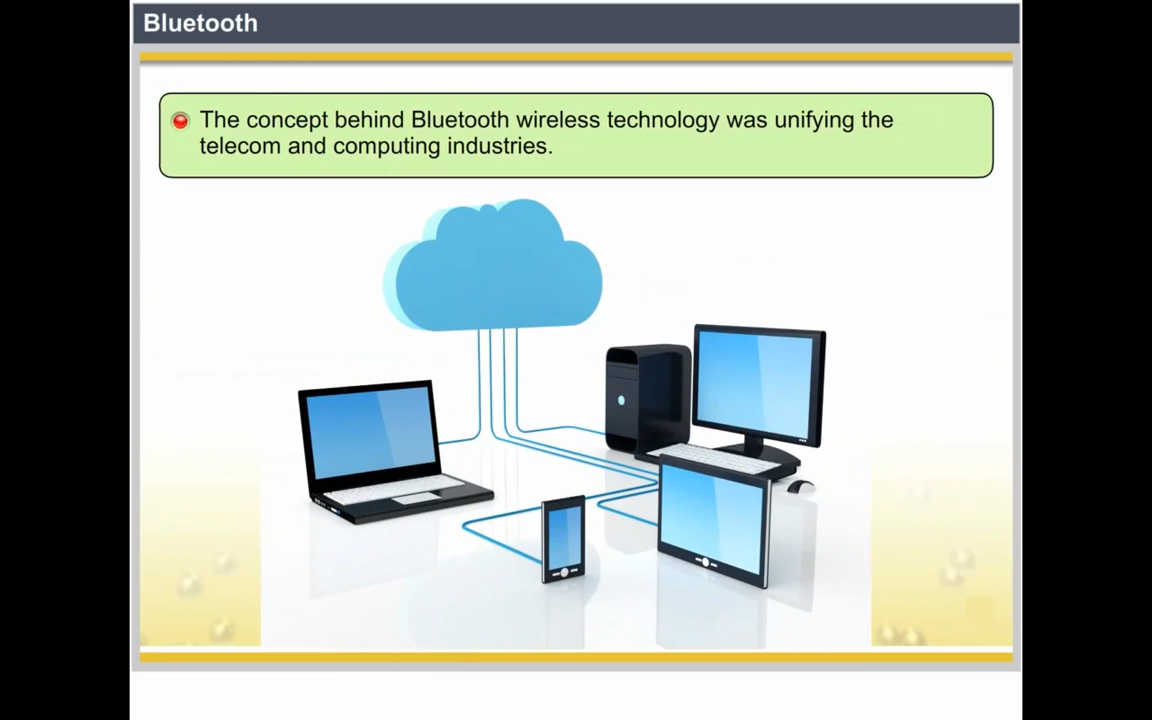 Bluetooth
The concept behind Bluetooth wireless technology was unifying the
telecom and computing industries.